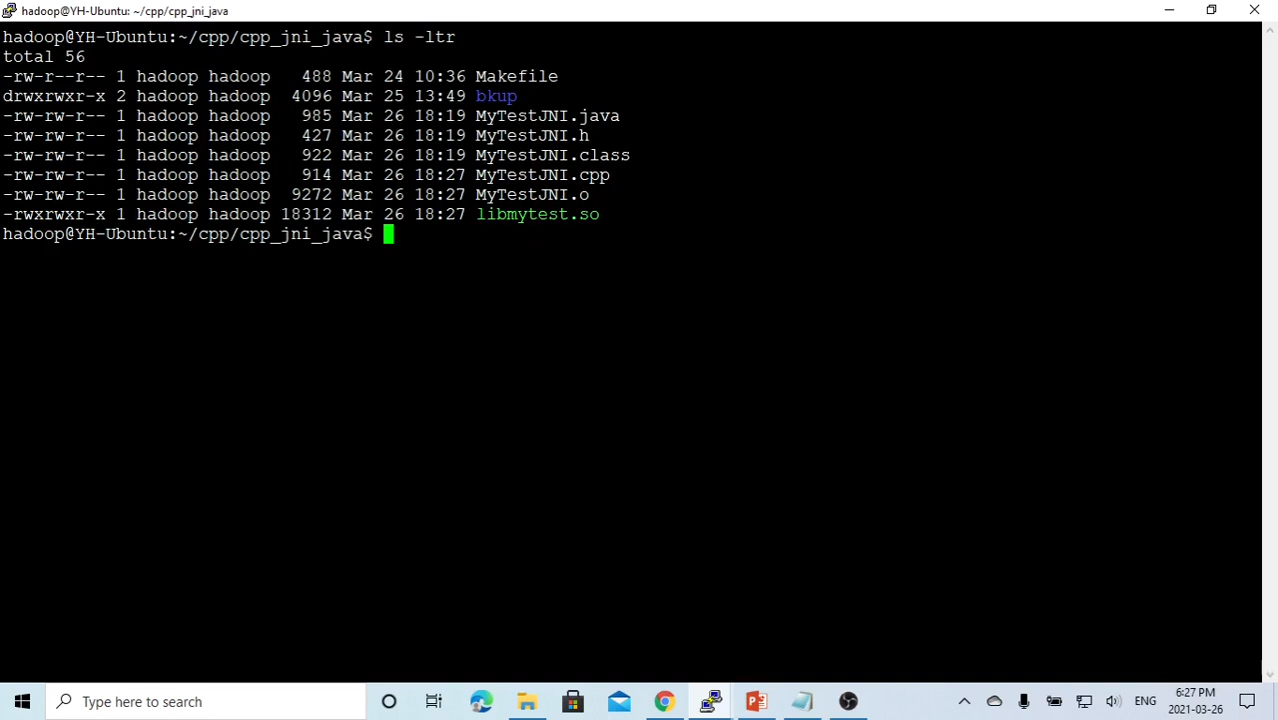 hadoop@YH-Ubuntu: ~/cpp/cpp_jni_java
hadoop@YH-Ubuntu:~/cpp/cpp_jni_java$ ls -ltr
total 56
-rw-r--r-- 1 hadoop hadoop   488 Mar 24 10:36 Makefile
drwxrwxr-x 2 hadoop hadoop  4096 Mar 25 13:49 bkup
-rw-rw-r-- 1 hadoop hadoop   985 Mar 26 18:19 MyTestJNI.java
-rw-rw-r-- 1 hadoop hadoop   427 Mar 26 18:19 MyTestJNI.h
-rw-rw-r-- 1 hadoop hadoop   922 Mar 26 18:19 MyTestJNI.class
-rw-rw-r-- 1 hadoop hadoop   914 Mar 26 18:27 MyTestJNI.cpp
-rw-rw-r-- 1 hadoop hadoop  9272 Mar 26 18:27 MyTestJNI.o
-rwxrwxr-x 1 hadoop hadoop 18312 Mar 26 18:27 libmytest.so
hadoop@YH-Ubuntu:~/cpp/cpp_jni_java$
Type here to search
ENG
6:27 PM
2021-03-26